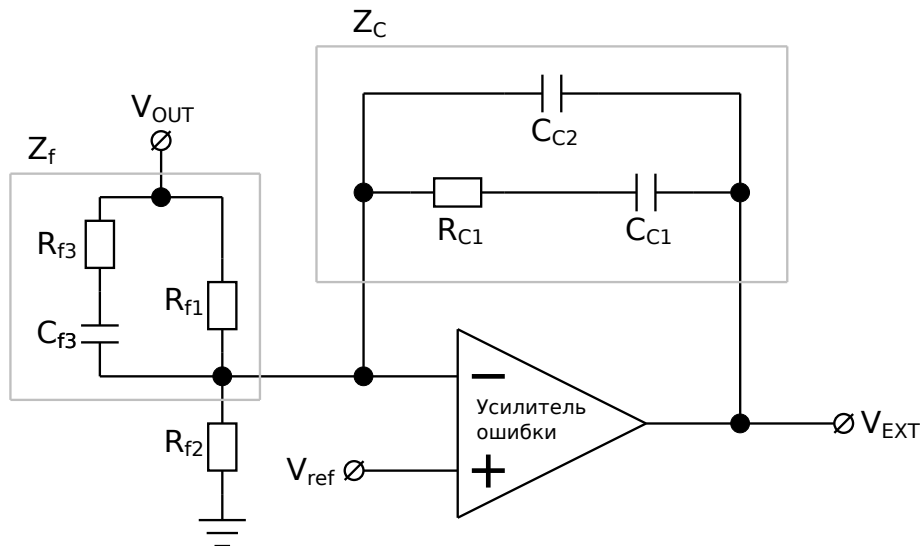 Z_C
V_OUT
C_C2
Z_f
R_f3
R_C1
C_C1
R_f1
C_f3
−
Усилитель
ошибки
V_EXT
R_f2
V_ref
+